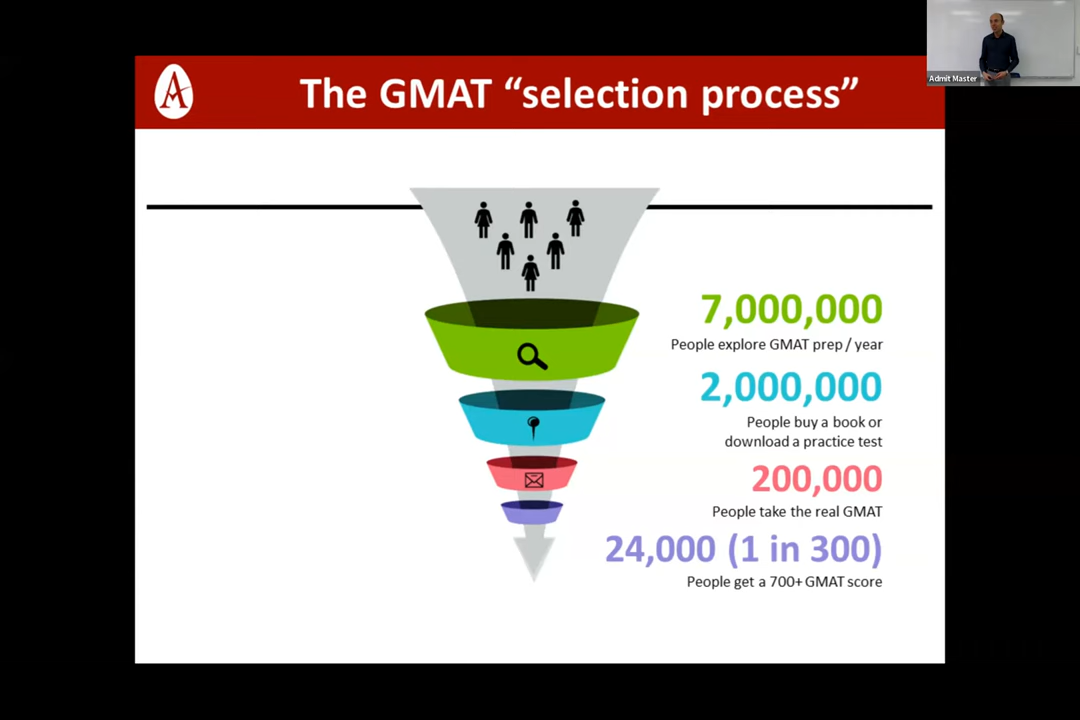 Admit Master
A
The GMAT “selection process”
7,000,000
People explore GMAT prep / year
2,000,000
People buy a book or
download a practice test
200,000
People take the real GMAT
24,000 (1 in 300)
People get a 700+ GMAT score